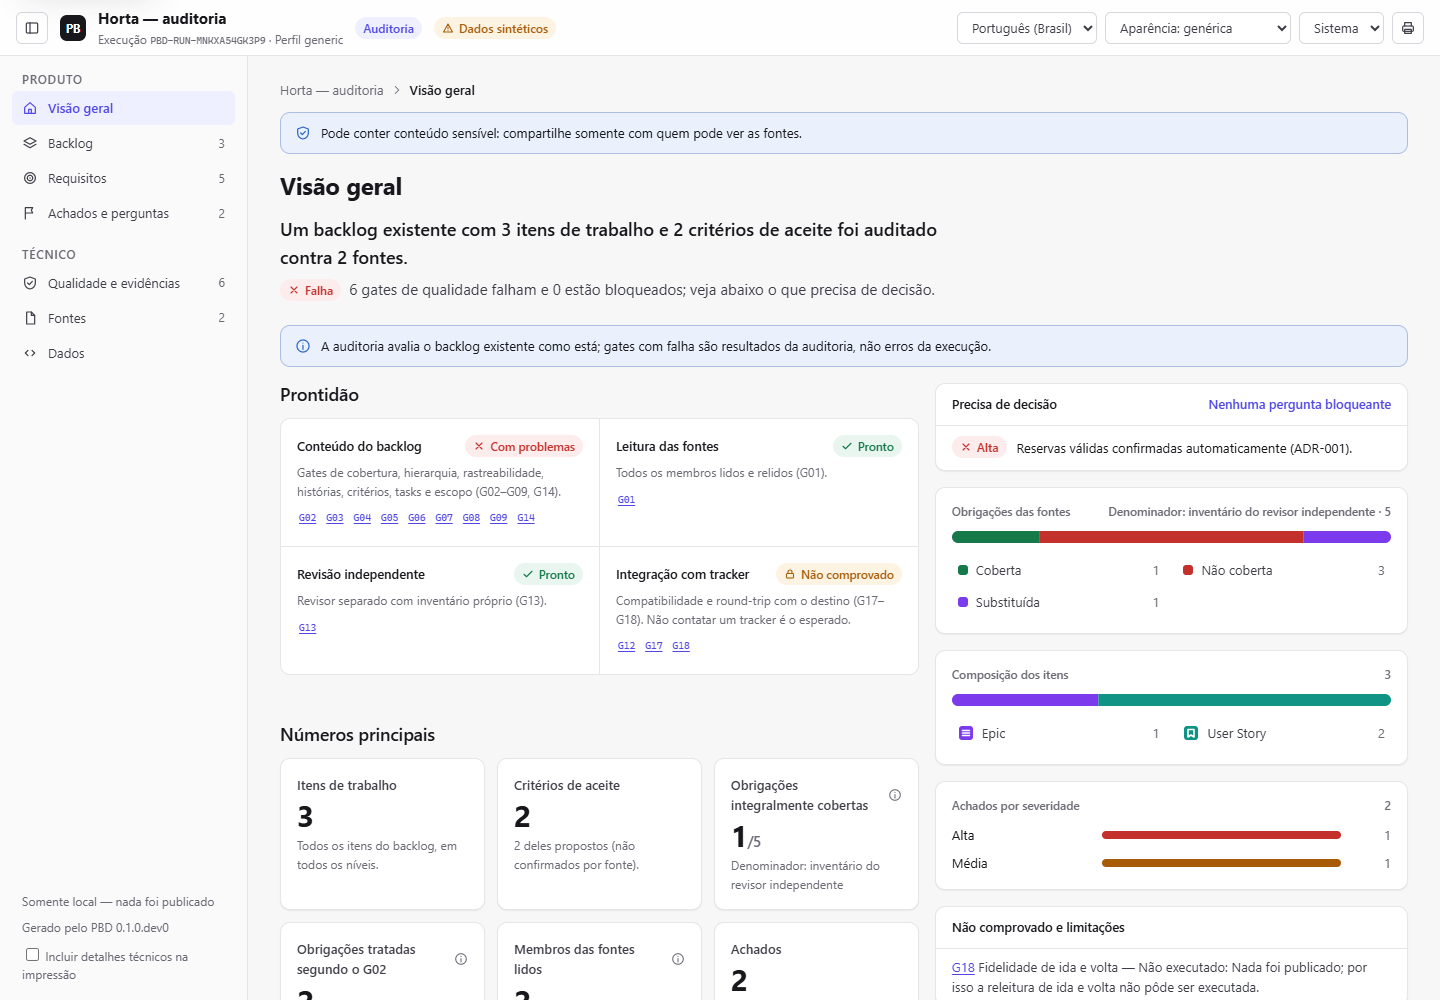 PB
Horta — auditoria
Execução PBD-RUN-MNKXA54GK3P9 · Perfil generic
Auditoria
Dados sintéticos
Português (Brasil)
Aparência: genérica
Sistema
PRODUTO
Visão geral
Backlog 3
Requisitos 5
Achados e perguntas 2
TÉCNICO
Qualidade e evidências 6
Fontes 2
Dados
Somente local — nada foi publicado
Gerado pelo PBD 0.1.0.dev0
Incluir detalhes técnicos na
impressão
Horta — auditoria > Visão geral
Pode conter conteúdo sensível: compartilhe somente com quem pode ver as fontes.
Visão geral
Um backlog existente com 3 itens de trabalho e 2 critérios de aceite foi auditado
contra 2 fontes.
Falha 6 gates de qualidade falham e 0 estão bloqueados; veja abaixo o que precisa de decisão.
A auditoria avalia o backlog existente como está; gates com falha são resultados da auditoria, não erros da execução.
Prontidão
Conteúdo do backlog Com problemas
Gates de cobertura, hierarquia, rastreabilidade,
histórias, critérios, tasks e escopo (G02–G09, G14).
G02 G03 G04 G05 G06 G07 G08 G09 G14
Leitura das fontes Pronto
Todos os membros lidos e relidos (G01).
G01
Revisão independente Pronto
Revisor separado com inventário próprio (G13).
G13
Integração com tracker Não comprovado
Compatibilidade e round-trip com o destino (G17–
G18). Não contatar um tracker é o esperado.
G12 G17 G18
Números principais
Itens de trabalho
3
Todos os itens do backlog, em
todos os níveis.
Critérios de aceite
2
2 deles propostos (não
confirmados por fonte).
Obrigações
integralmente cobertas
1/5
Denominador: inventário do
revisor independente
Obrigações tratadas
segundo o G02
Membros das fontes
lidos
Achados
2
Precisa de decisão Nenhuma pergunta bloqueante
Alta Reservas válidas confirmadas automaticamente (ADR-001).
Obrigações das fontes Denominador: inventário do revisor independente · 5
Coberta 1
Não coberta 3
Substituída 1
Composição dos itens 3
Epic 1
User Story 2
Achados por severidade 2
Alta 1
Média 1
Não comprovado e limitações
G18 Fidelidade de ida e volta — Não executado: Nada foi publicado; por
isso a releitura de ida e volta não pôde ser executada.